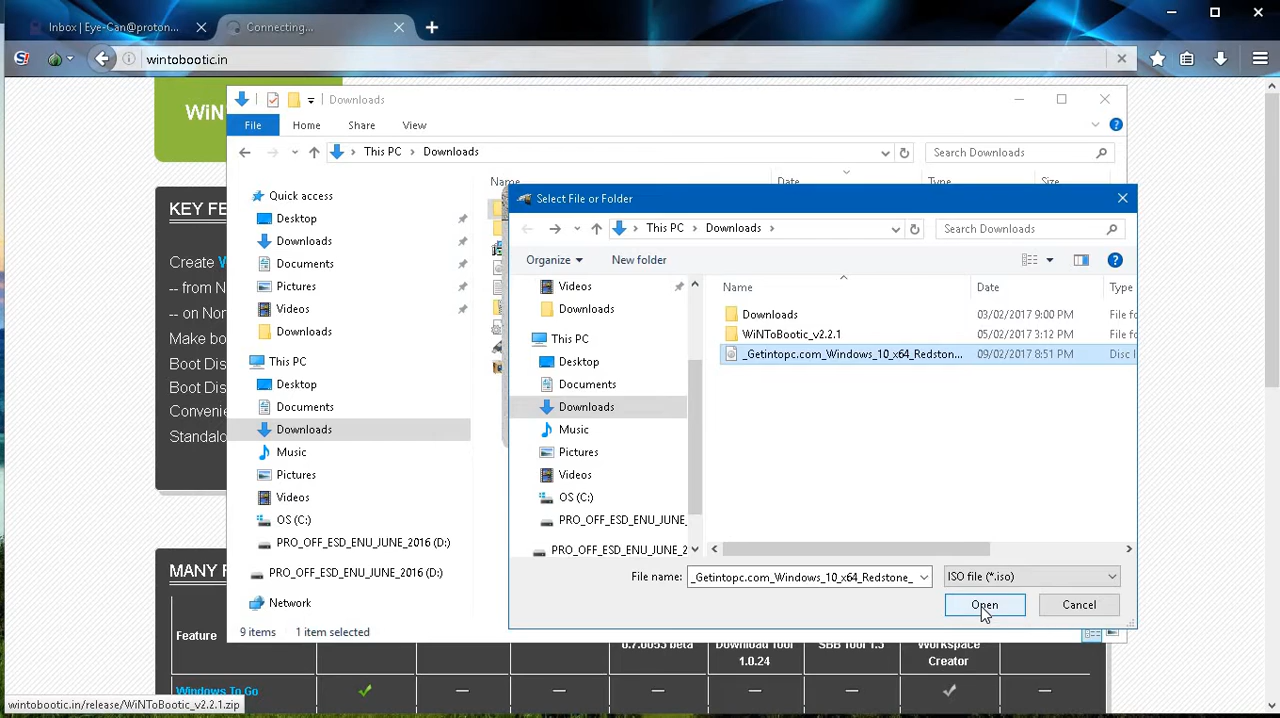 Inbox | Eye-Can@proton...
Connecting...
wintobootic.in
WiNT
Downloads
File Home Share View
This PC > Downloads
Search Downloads
Name Date Type Size
KEY FE
Create W
-- from N
-- on Nor
Make boo
Boot Dis
Boot Dis
Convenie
Standalo
Quick access
Desktop
Downloads
Documents
Pictures
Videos
Downloads
This PC
Desktop
Documents
Downloads
Music
Pictures
Videos
OS (C:)
PRO_OFF_ESD_ENU_JUNE_2016 (D:)
PRO_OFF_ESD_ENU_JUNE_2016 (D:)
Network
9 items 1 item selected
Select File or Folder
This PC > Downloads >
Search Downloads
Organize New folder
Videos
Downloads
This PC
Desktop
Documents
Downloads
Music
Pictures
Videos
OS (C:)
PRO_OFF_ESD_ENU_
PRO_OFF_ESD_ENU_JUNE_2
Name Date Type
Downloads 03/02/2017 9:00 PM File fo
WiNToBootic_v2.2.1 05/02/2017 3:12 PM File fo
_Getintopc.com_Windows_10_x64_Redston... 09/02/2017 8:51 PM Disc I
File name: _Getintopc.com_Windows_10_x64_Redstone_ ISO file (*.iso)
Open Cancel
MANY F
Feature
0.7.6053 beta
Download Tool
1.0.24
SBB Tool 1.3
Workspace
Creator
Windows To Go
wintobootic.in/release/WiNToBootic_v2.2.1.zip